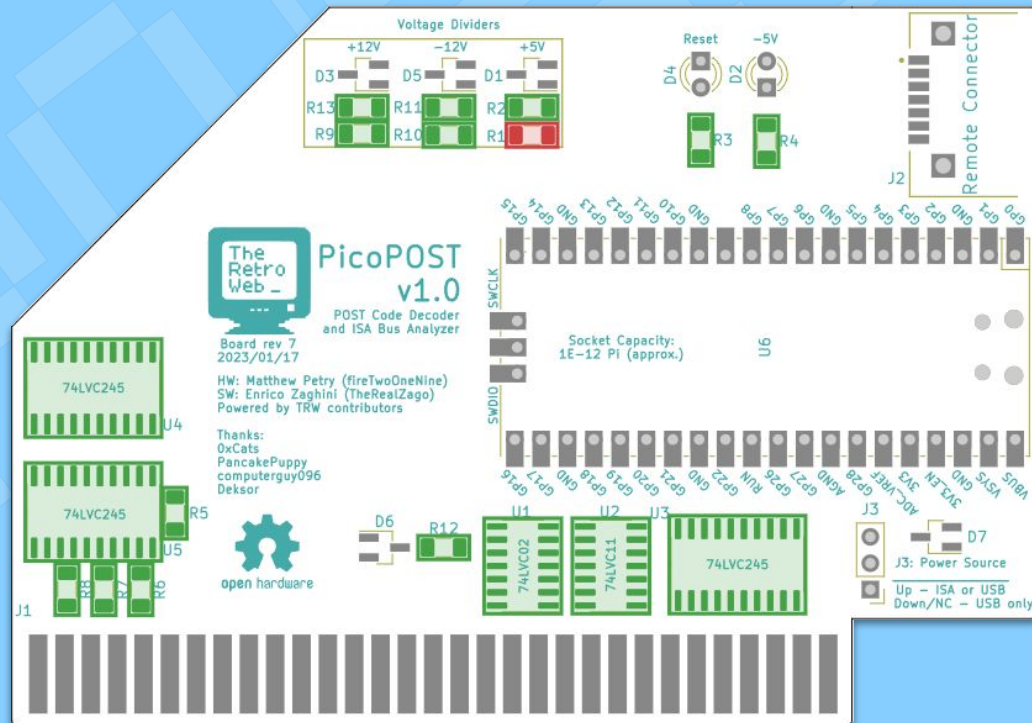 Voltage Dividers
+12V -12V +5V
D3 D5 D1
R13 R11 R2
R9 R10 R1
Reset -5V
D4 D2
R3 R4
Remote Connector
J2
GP15 GP14 GND GP13 GP12 GP11 GP10 GND GP8 GP7 GP6 GND GP5 GP4 GP3 GP2 GND GP1 GP0
The
Retro
Web_
PicoPOST
v1.0
POST Code Decoder
and ISA Bus Analyzer
Board rev 7
2023/01/17
HW: Matthew Petry (fireTwoOneNine)
SW: Enrico Zaghini (TheRealZago)
Powered by TRW contributors
Thanks:
0xCats
PancakePuppy
computerguy096
Deksor
open hardware
SWCLK
SWDIO
Socket Capacity:
1E-12 Pi (approx.)
U6
GP16 GP17 GND GP18 GP19 GP20 GP21 GND GP22 RUN GP26 GP27 AGND GP28 ADC_VREF 3V3 3V3_EN GND VSYS VBUS
74LVC245
U4
74LVC245
U5
R5
R8 R7 R6
J1
D6
R12
U1
74LVC02
U2
74LVC11
U3
74LVC245
J3
D7
J3: Power Source
Up - ISA or USB
Down/NC - USB only